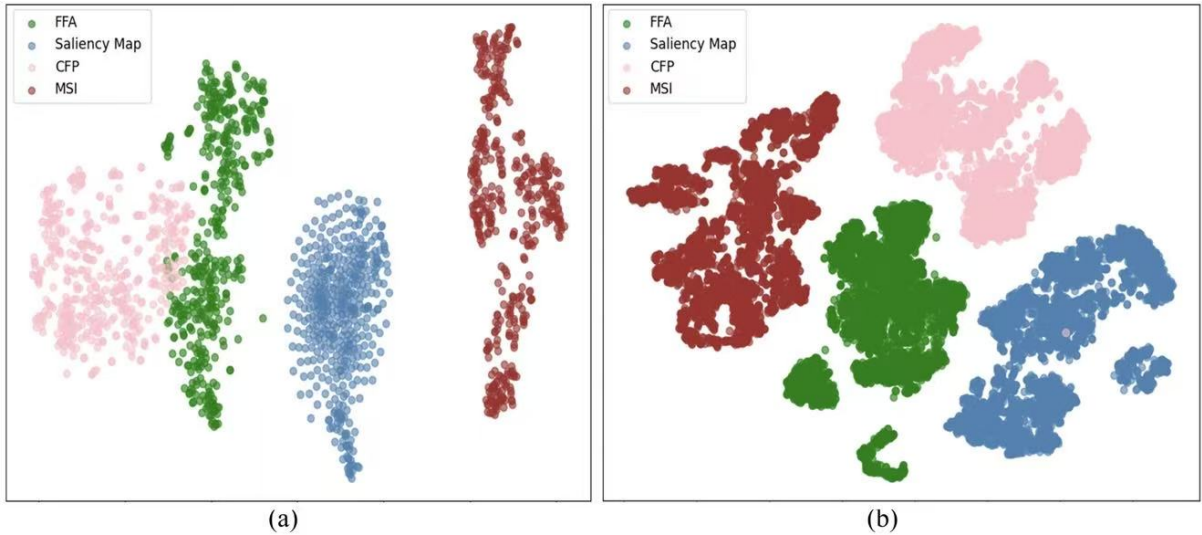 FFA
Saliency Map
CFP
MSI
FFA
Saliency Map
CFP
MSI
(a)
(b)